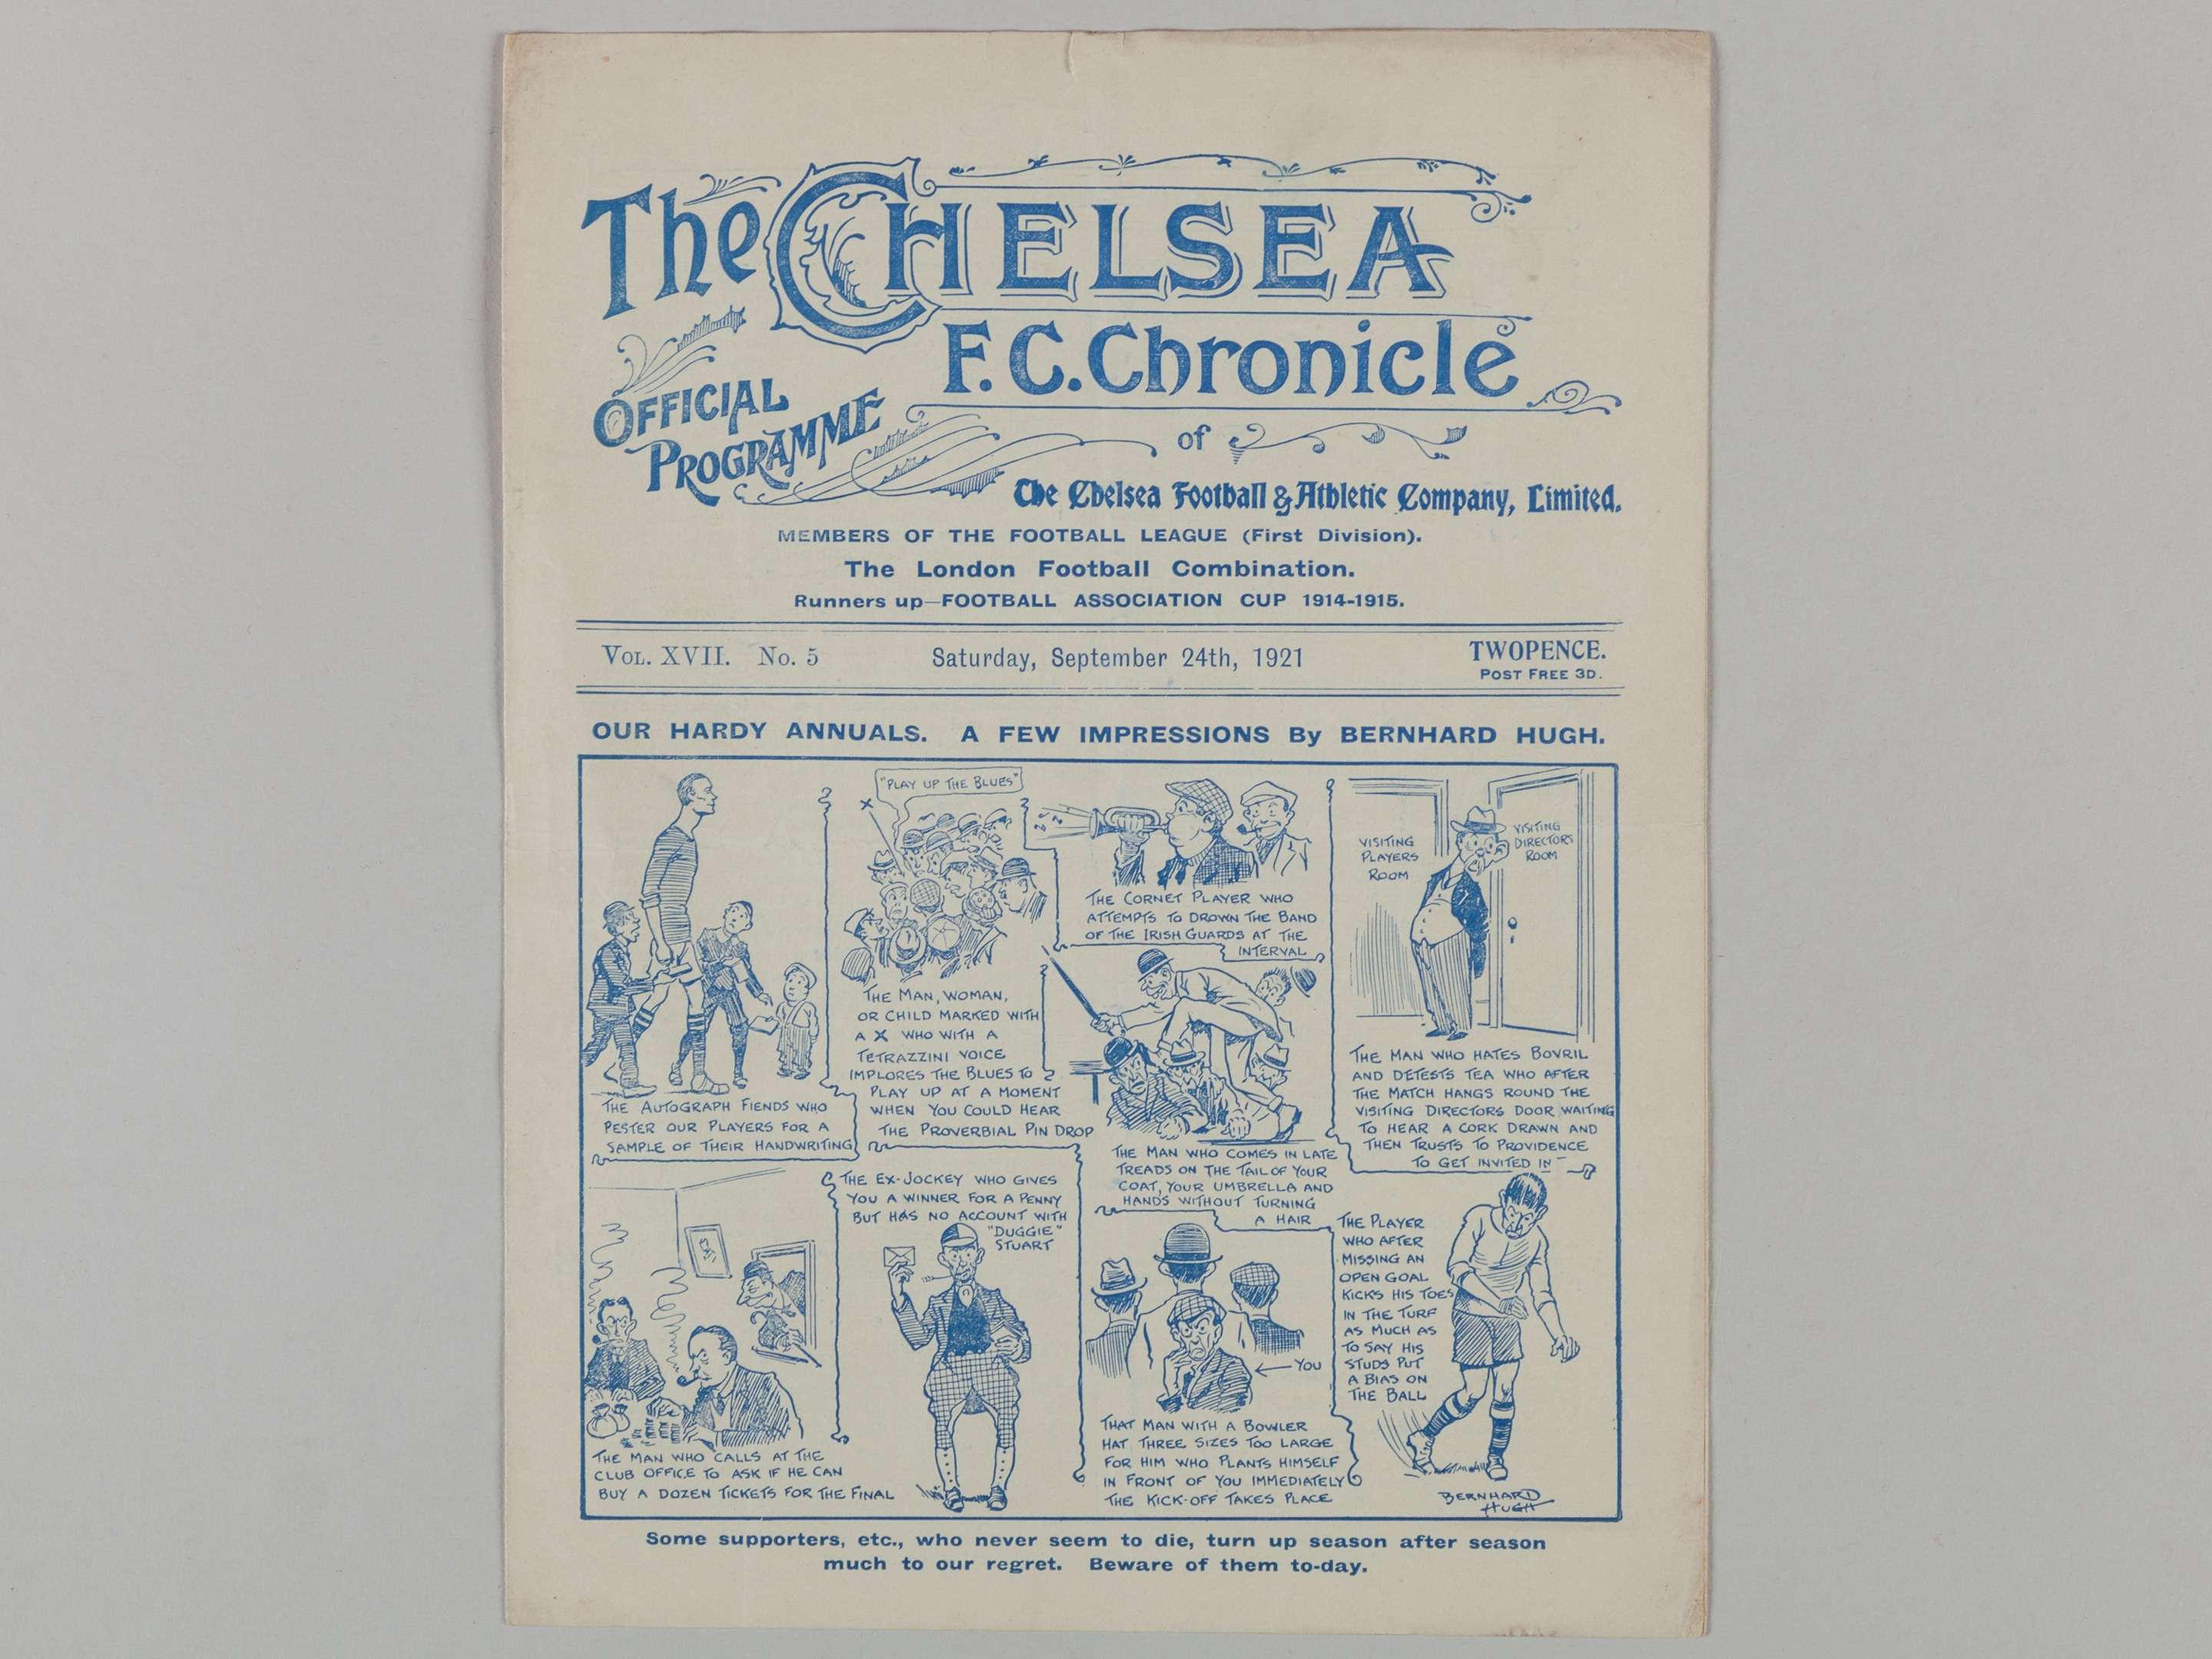 The CHELSEA
F.C. Chronicle
OFFICIAL
PROGRAMME
of
The Chelsea Football & Athletic Company, Limited.
MEMBERS OF THE FOOTBALL LEAGUE (First Division).
The London Football Combination.
Runners up—FOOTBALL ASSOCIATION CUP 1914-1915.
VOL. XVII. No. 5 Saturday, September 24th, 1921 TWOPENCE.
POST FREE 3D.
OUR HARDY ANNUALS. A FEW IMPRESSIONS By BERNHARD HUGH.
THE AUTOGRAPH FIENDS WHO
PESTER OUR PLAYERS FOR A
SAMPLE OF THEIR HANDWRITING
"PLAY UP THE BLUES"
X
THE MAN, WOMAN,
OR CHILD MARKED WITH
A X WHO WITH A
TETRAZZINI VOICE
IMPLORES THE BLUES TO
PLAY UP AT A MOMENT
WHEN YOU COULD HEAR
THE PROVERBIAL PIN DROP
THE CORNET PLAYER WHO
ATTEMPTS TO DROWN THE BAND
OF THE IRISH GUARDS AT THE
INTERVAL
THE MAN WHO COMES IN LATE
TREADS ON THE TAIL OF YOUR
COAT, YOUR UMBRELLA AND
HANDS WITHOUT TURNING
A HAIR
VISITING
PLAYERS
ROOM
VISITING
DIRECTORS
ROOM
THE MAN WHO HATES BOVRIL
AND DETESTS TEA WHO AFTER
THE MATCH HANGS ROUND THE
VISITING DIRECTORS DOOR WAITING
TO HEAR A CORK DRAWN AND
THEN TRUSTS TO PROVIDENCE
TO GET INVITED IN
THE MAN WHO CALLS AT THE
CLUB OFFICE TO ASK IF HE CAN
BUY A DOZEN TICKETS FOR THE FINAL
THE EX-JOCKEY WHO GIVES
YOU A WINNER FOR A PENNY
BUT HAS NO ACCOUNT WITH
"DUGGIE"
STUART
YOU
THAT MAN WITH A BOWLER
HAT THREE SIZES TOO LARGE
FOR HIM WHO PLANTS HIMSELF
IN FRONT OF YOU IMMEDIATELY
THE KICK-OFF TAKES PLACE
THE PLAYER
WHO AFTER
MISSING AN
OPEN GOAL
KICKS HIS TOES
IN THE TURF
AS MUCH AS
TO SAY HIS
STUDS PUT
A BIAS ON
THE BALL
BERNHARD
HUGH
Some supporters, etc., who never seem to die, turn up season after season
much to our regret. Beware of them to-day.